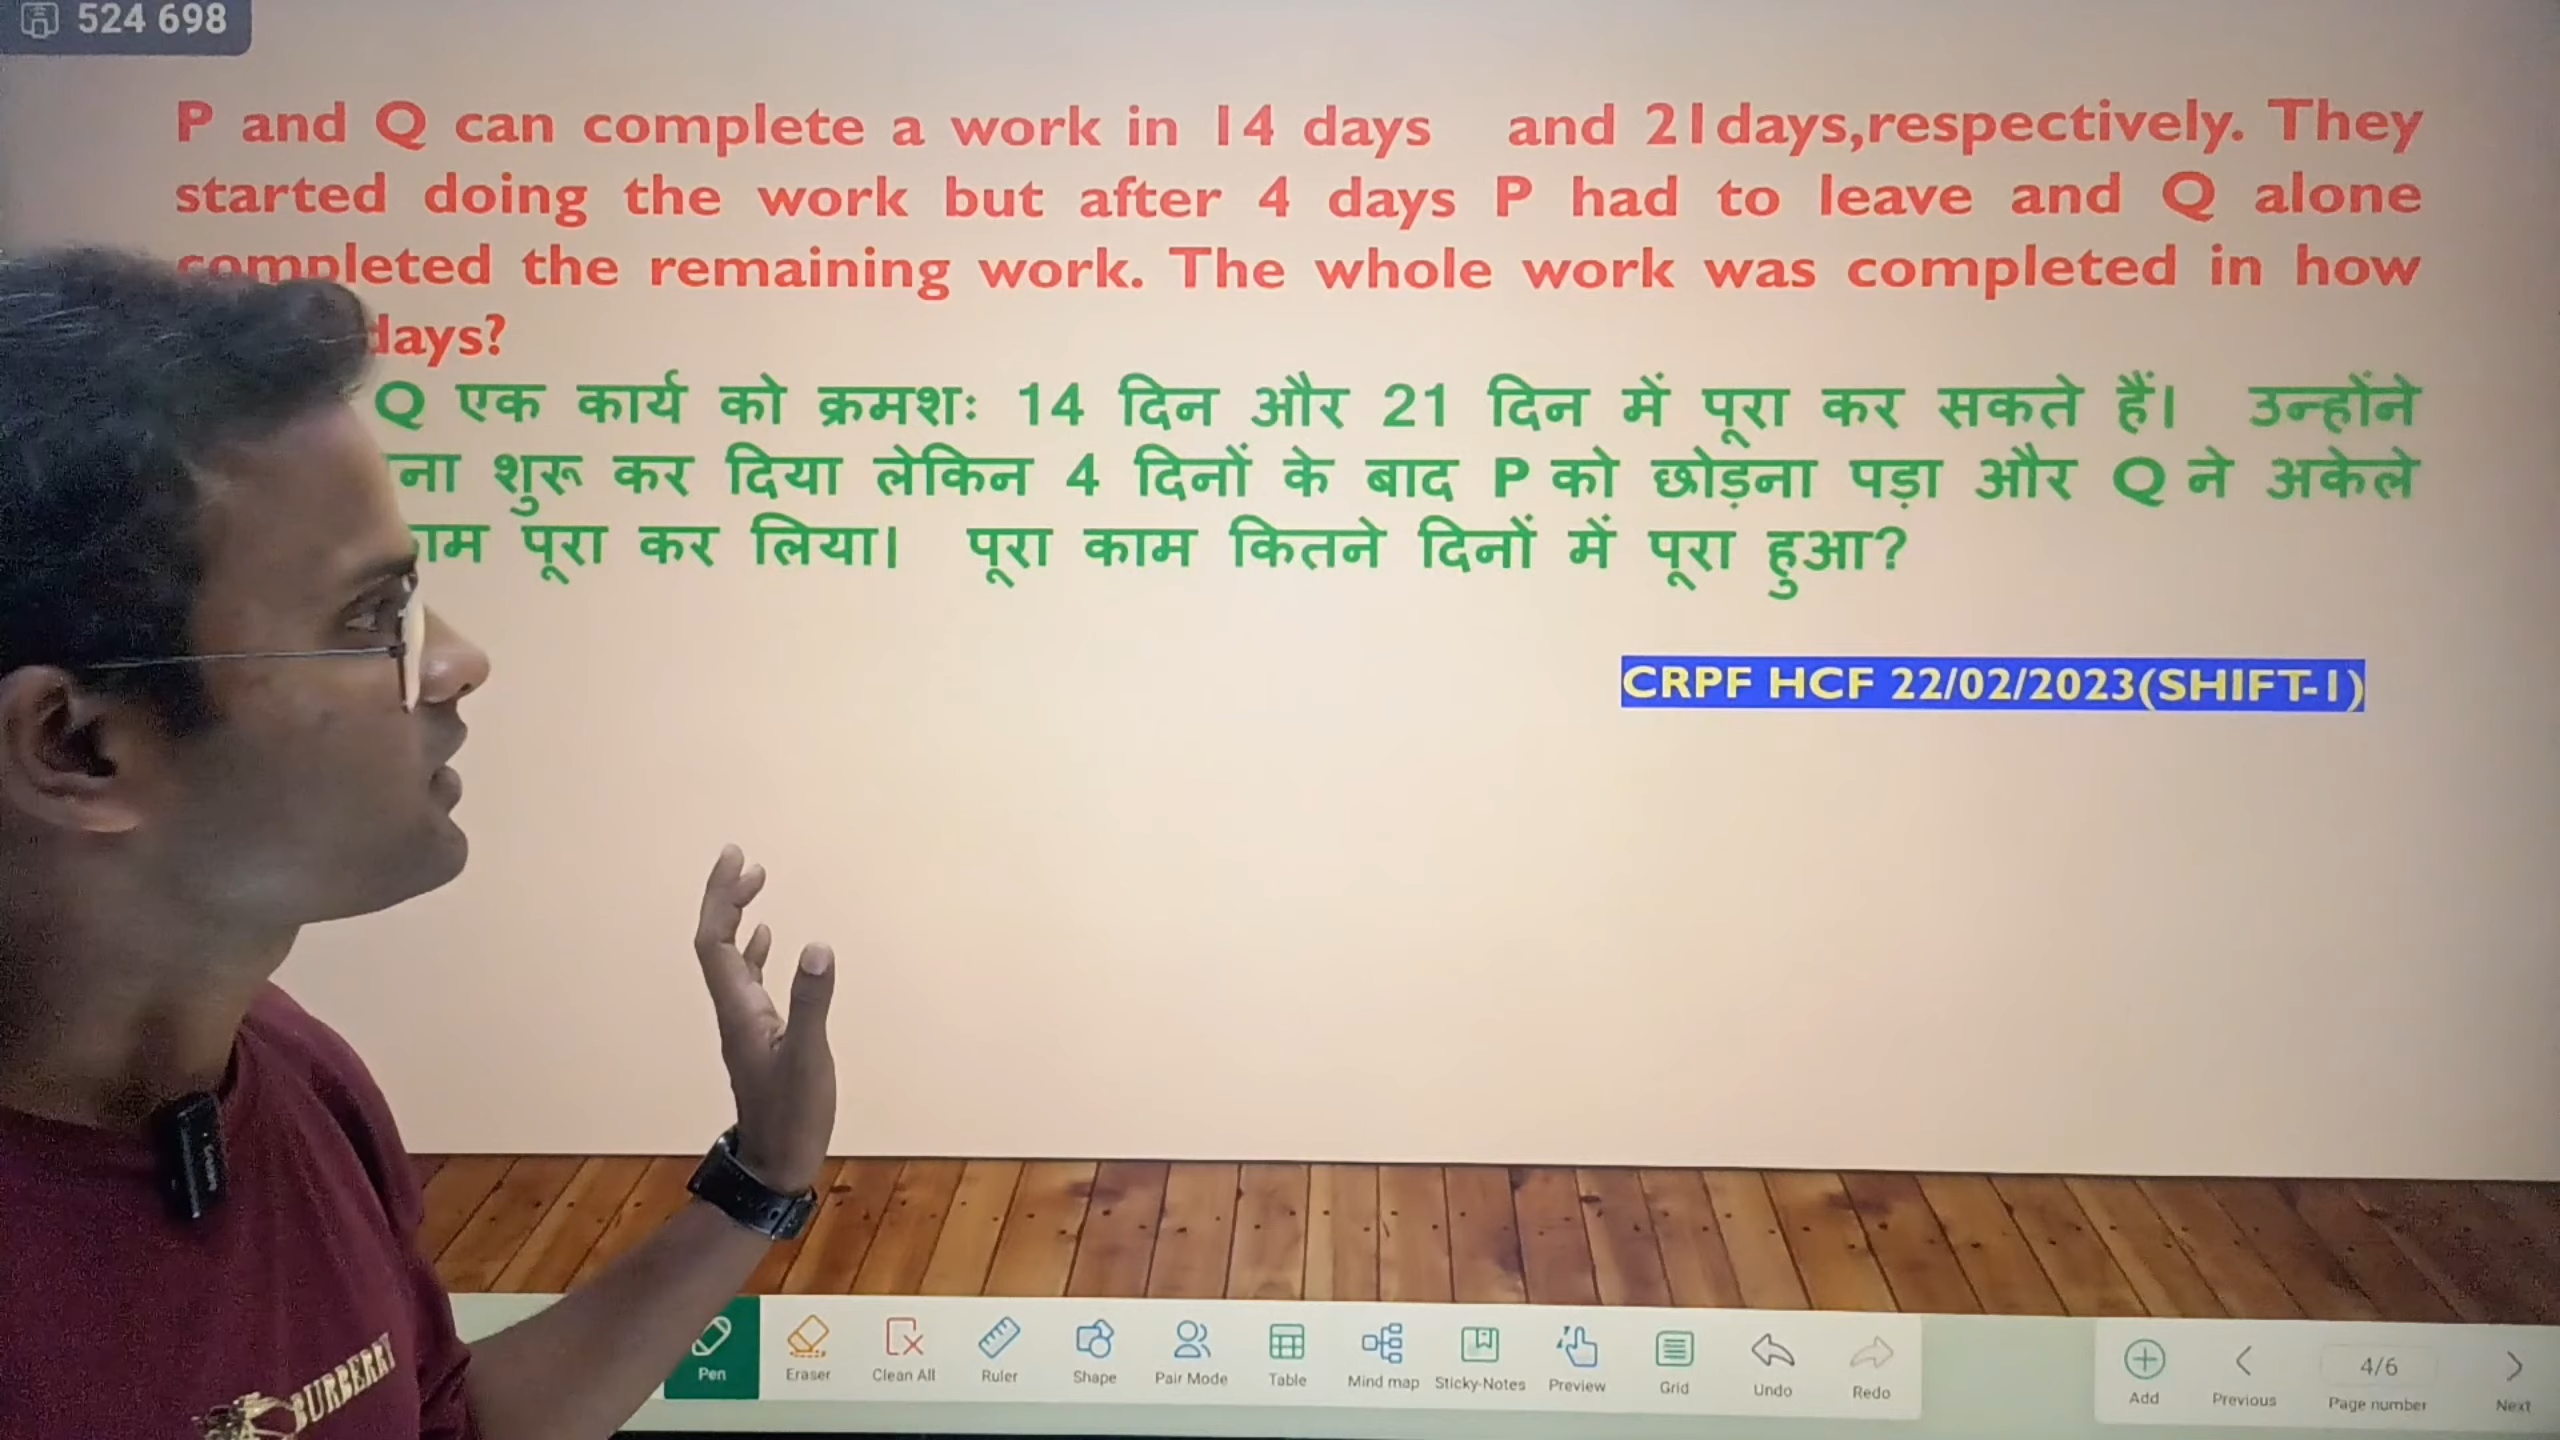 524 698
P and Q can complete a work in 14 days and 21days,respectively. They
started doing the work but after 4 days P had to leave and Q alone
completed the remaining work. The whole work was completed in how
days?
Q एक कार्य को क्रमशः 14 दिन और 21 दिन में पूरा कर सकते हैं। उन्होंने
शुरू कर दिया लेकिन 4 दिनों के बाद P को छोड़ना पड़ा और Q ने अकेले
पूरा कर लिया। पूरा काम कितने दिनों में पूरा हुआ?
CRPF HCF 22/02/2023(SHIFT-1)
BURBERRY
Pen Eraser Clean All Ruler Shape Pair Mode Table Mind map Sticky-Notes Preview Grid Undo Redo Add Previous 4/6 Page number Next